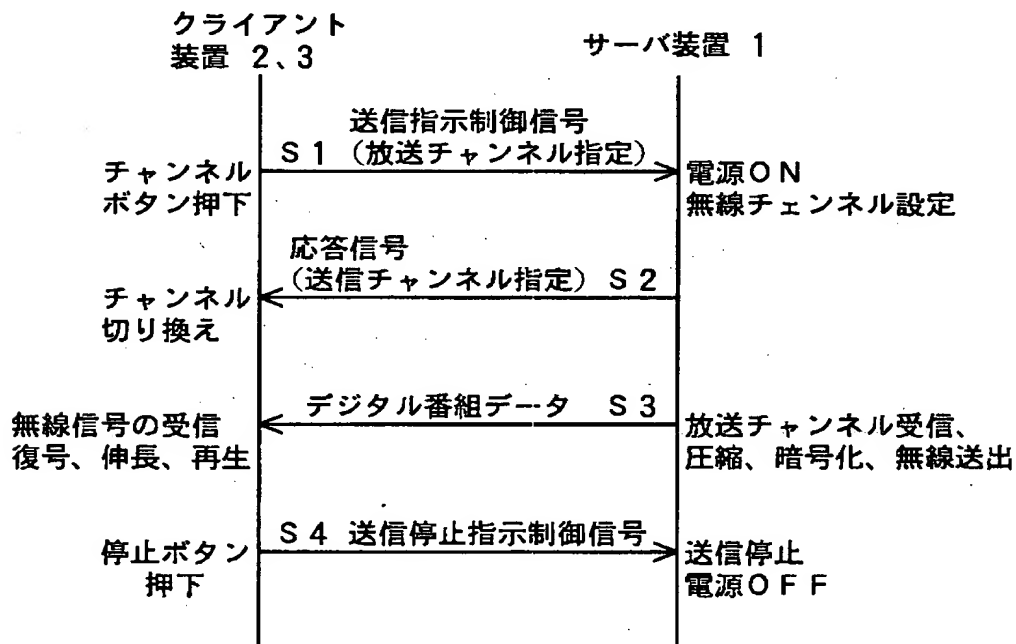 クライアント
装置 2、3
サーバ装置 1
送信指示制御信号
S1 (放送チャンネル指定)
チャンネル
ボタン押下
電源ON
無線チェンネル設定
応答信号
(送信チャンネル指定) S2
チャンネル
切り換え
デジタル番組データ S3
無線信号の受信
復号、伸長、再生
放送チャンネル受信、
圧縮、暗号化、無線送出
S4 送信停止指示制御信号
停止ボタン
押下
送信停止
電源OFF